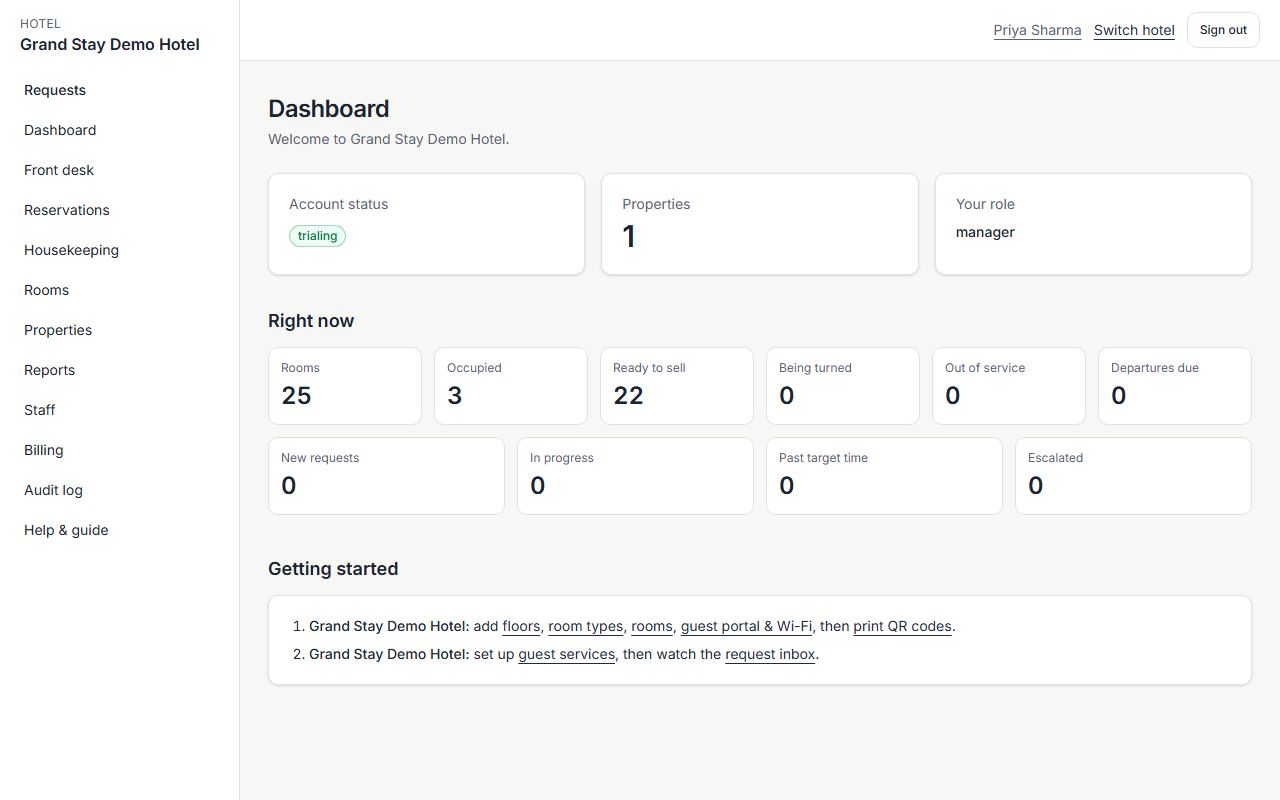 HOTEL
Grand Stay Demo Hotel
Requests
Dashboard
Front desk
Reservations
Housekeeping
Rooms
Properties
Reports
Staff
Billing
Audit log
Help & guide
Priya Sharma Switch hotel Sign out
Dashboard
Welcome to Grand Stay Demo Hotel.
Account status
trialing
Properties
1
Your role
manager
Right now
Rooms
25
Occupied
3
Ready to sell
22
Being turned
0
Out of service
0
Departures due
0
New requests
0
In progress
0
Past target time
0
Escalated
0
Getting started
1. Grand Stay Demo Hotel: add floors, room types, rooms, guest portal & Wi-Fi, then print QR codes.
2. Grand Stay Demo Hotel: set up guest services, then watch the request inbox.